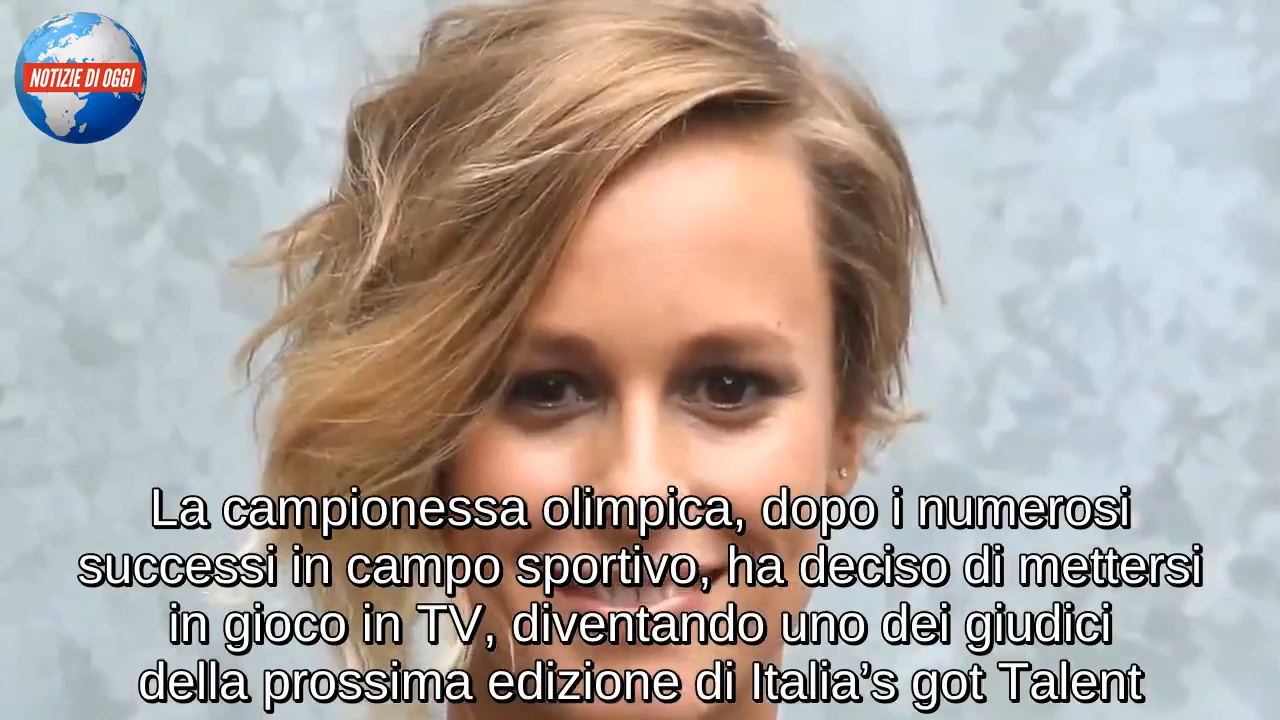 NOTIZIE DI OGGI
La campionessa olimpica, dopo i numerosi
successi in campo sportivo, ha deciso di mettersi
in gioco in TV, diventando uno dei giudici
della prossima edizione di Italia’s got Talent